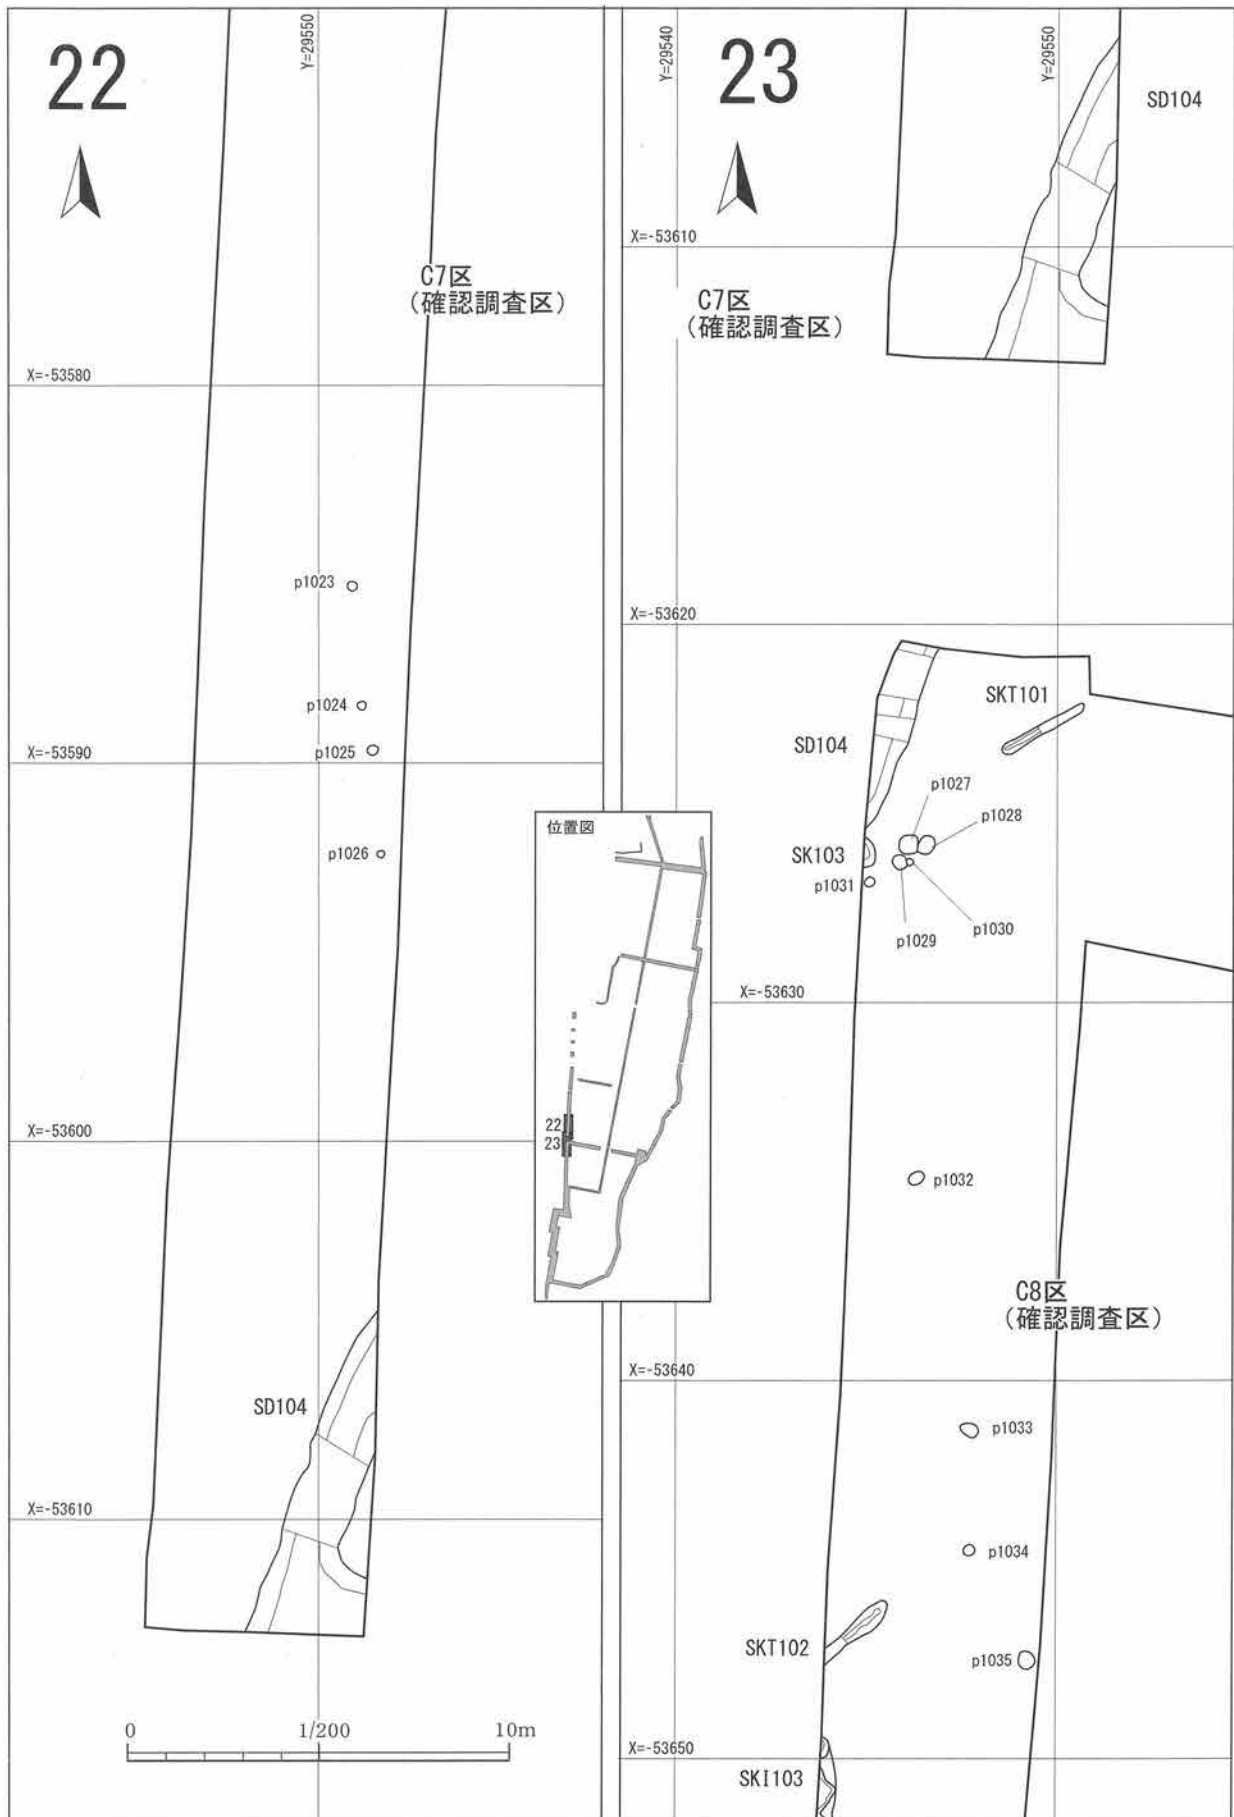 22
Y=29550
C7区
（確認調査区）
X=-53580
p1023
p1024
X=-53590
p1025
p1026
X=-53600
SD104
X=-53610
0 1/200 10m
位置図
22
23
Y=29540
23
Y=29550
SD104
X=-53610
C7区
（確認調査区）
X=-53620
SKT101
SD104
p1027
p1028
SK103
p1031
p1029
p1030
X=-53630
p1032
C8区
（確認調査区）
X=-53640
p1033
p1034
SKT102
p1035
X=-53650
SKI103